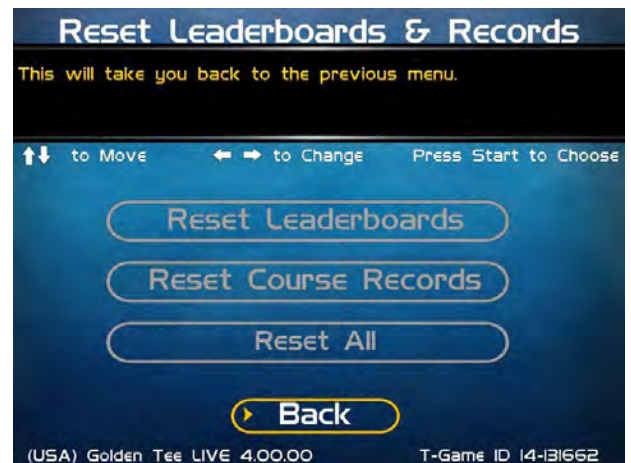 Reset Leaderboards & Records
This will take you back to the previous menu.
to Move to Change Press Start to Choose
Reset Leaderboards
Reset Course Records
Reset All
Back
(USA) Golden Tee LIVE 4.00.00 T-Game ID 14-131662